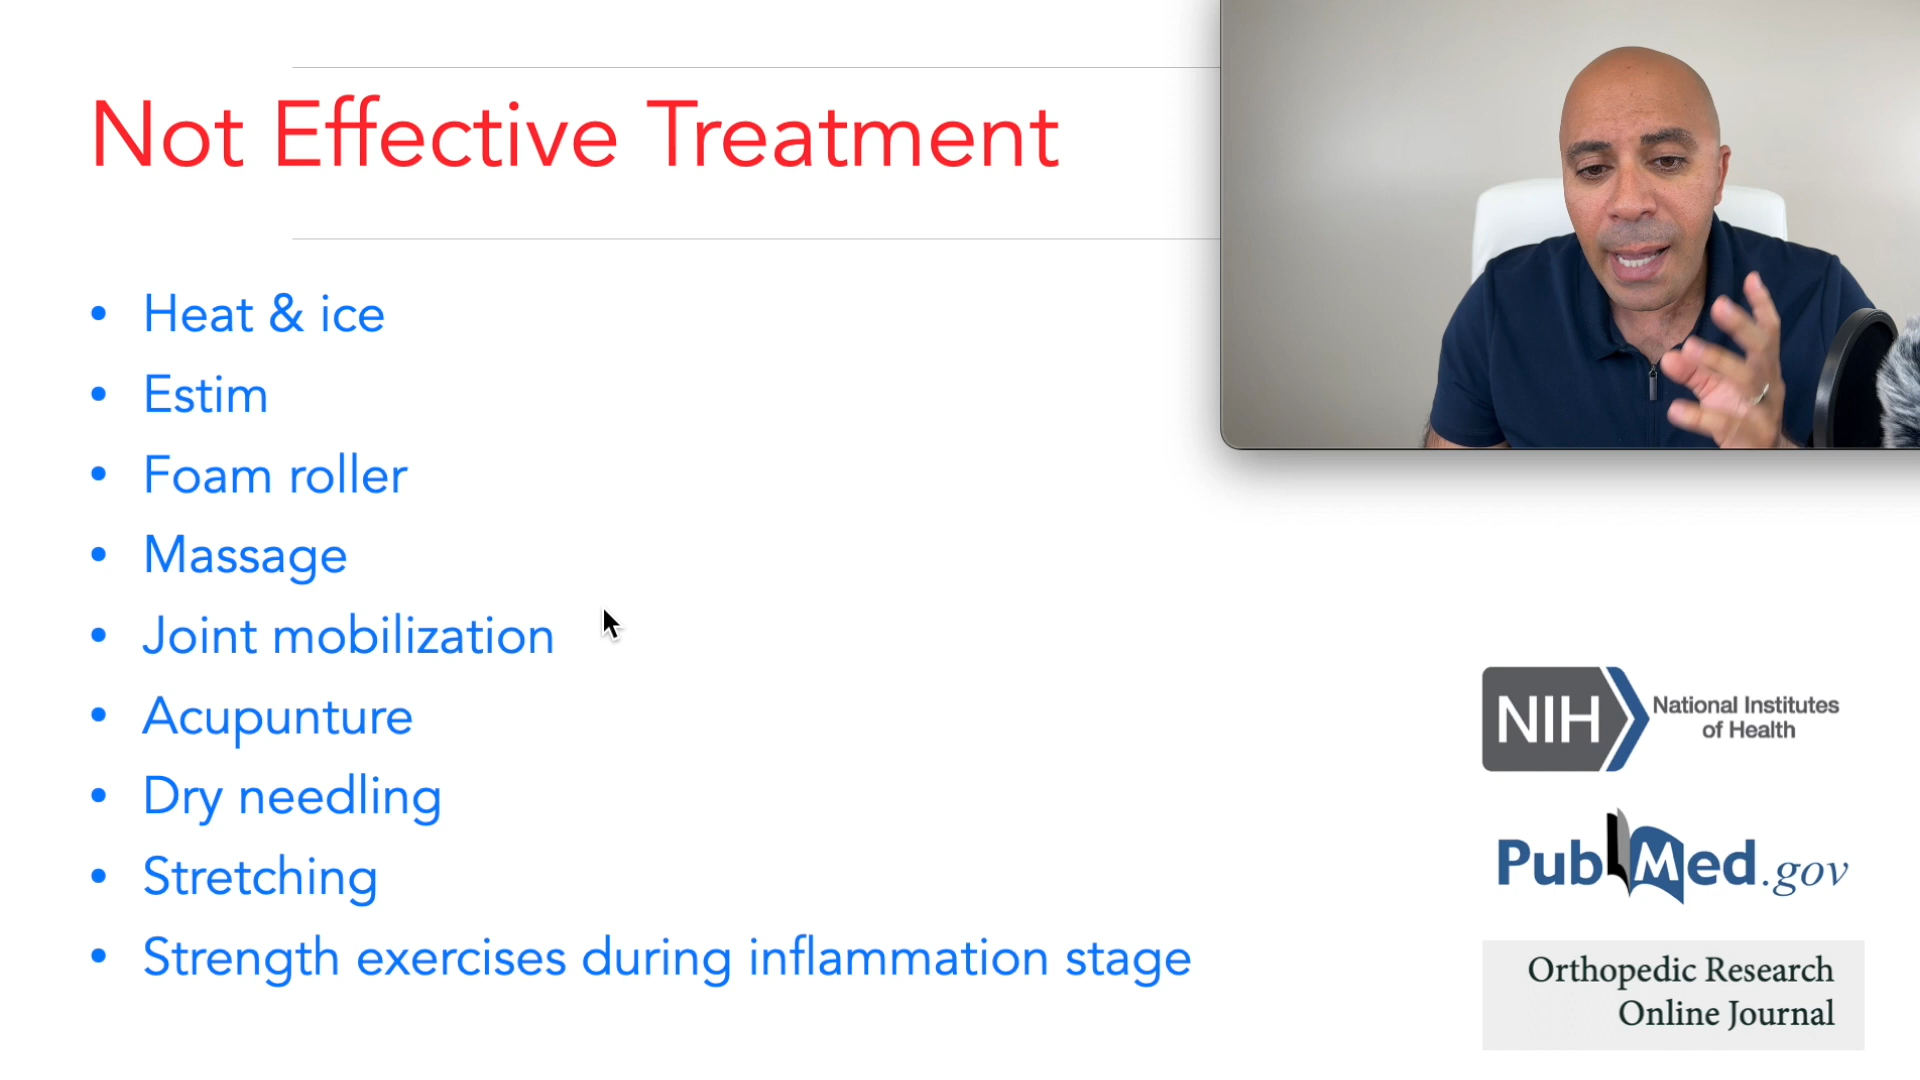 Not Effective Treatment
• Heat & ice
• Estim
• Foam roller
• Massage
• Joint mobilization
• Acupunture
• Dry needling
• Stretching
• Strength exercises during inflammation stage
NIH National Institutes
of Health
PubMed.gov
Orthopedic Research
Online Journal